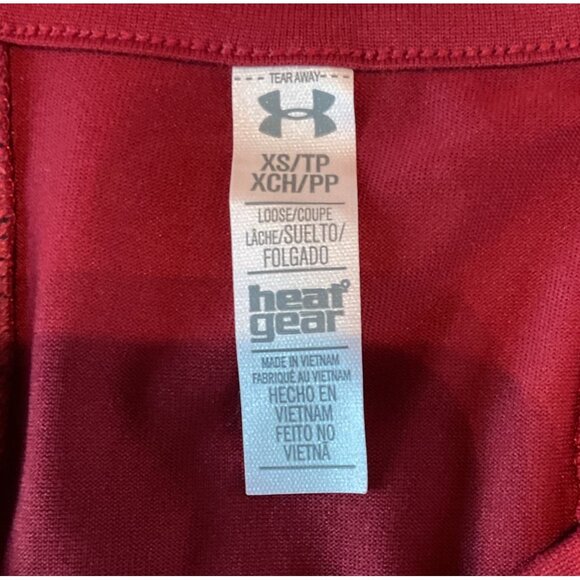 TEAR AWAY
XS/TP
XCH/PP
LOOSE/COUPE
LÂCHE/SUELTO/
FOLGADO
heat
gear
MADE IN VIETNAM
FABRIQUÉ AU VIETNAM
HECHO EN
VIETNAM
FEITO NO
VIETNÃ